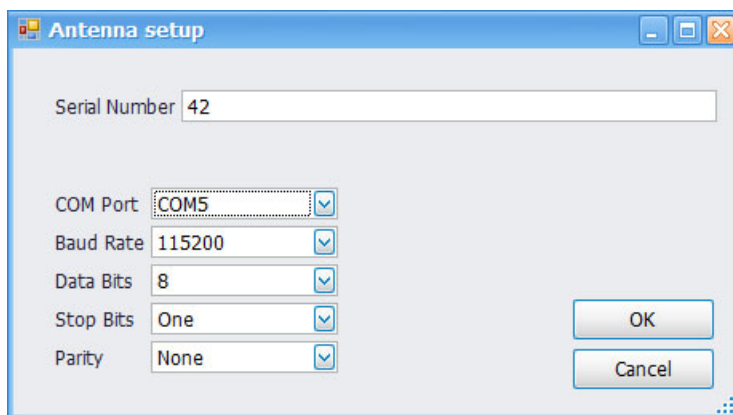 Antenna setup
Serial Number 42
COM Port COM5
Baud Rate 115200
Data Bits 8
Stop Bits One
Parity None
OK
Cancel